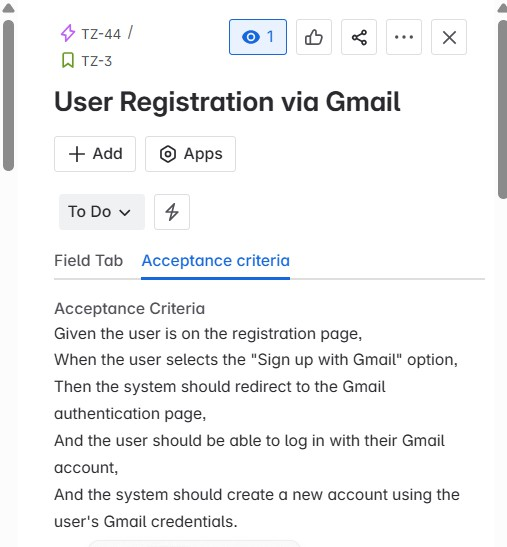 TZ-44 /
TZ-3
1
User Registration via Gmail
Add
Apps
To Do
Field Tab
Acceptance criteria
Acceptance Criteria
Given the user is on the registration page,
When the user selects the "Sign up with Gmail" option,
Then the system should redirect to the Gmail
authentication page,
And the user should be able to log in with their Gmail
account,
And the system should create a new account using the
user's Gmail credentials.